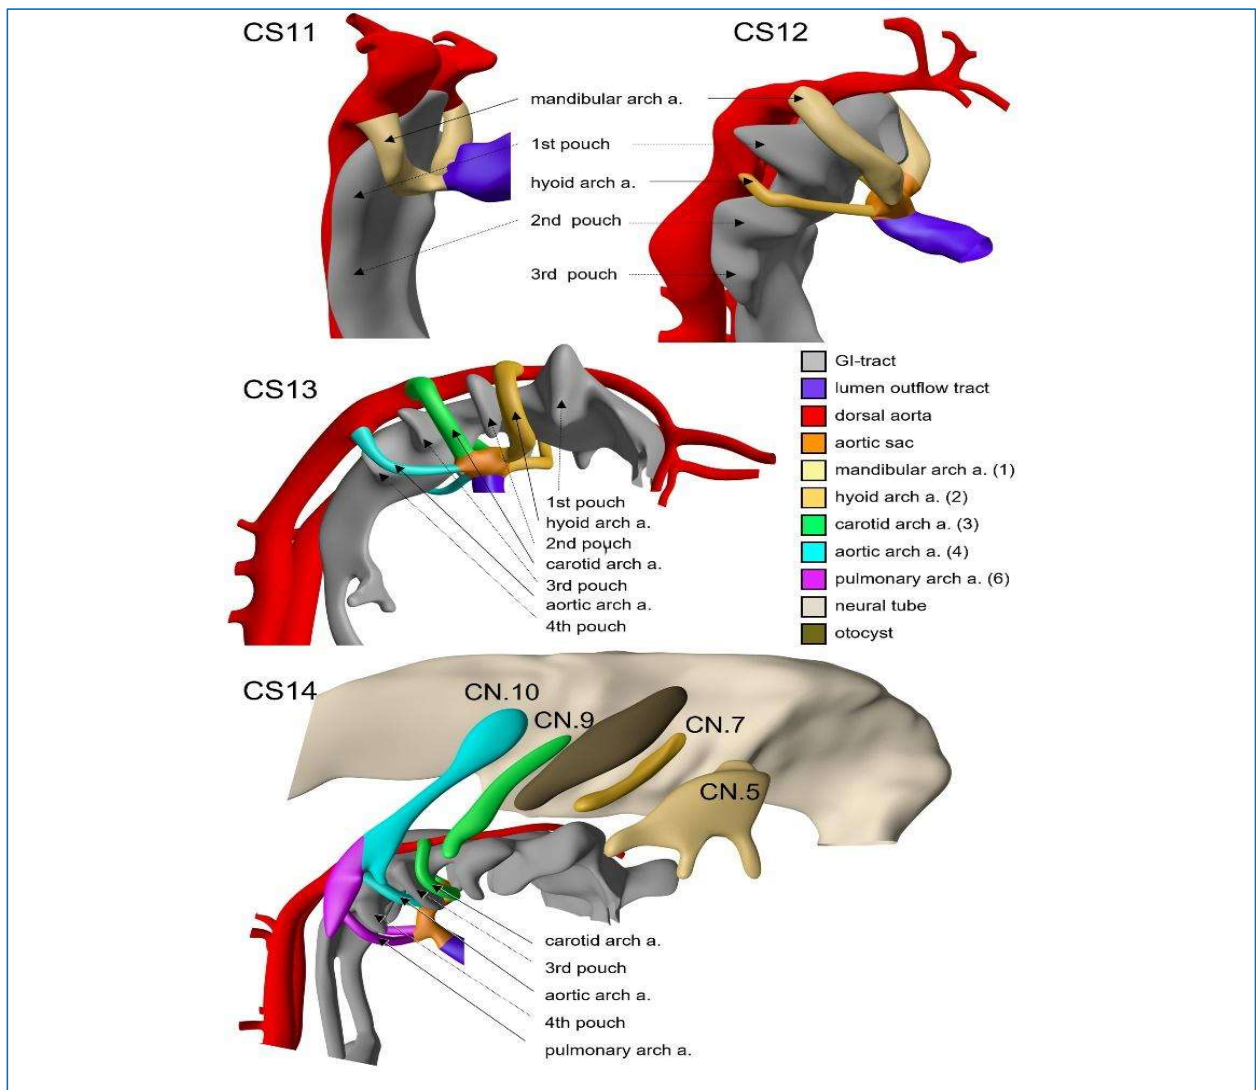 CS11
CS12
mandibular arch a.
1st pouch
hyoid arch a.
2nd pouch
3rd pouch
CS13
1st pouch
hyoid arch a.
2nd pouch
carotid arch a.
3rd pouch
aortic arch a.
4th pouch
GI-tract
lumen outflow tract
dorsal aorta
aortic sac
mandibular arch a. (1)
hyoid arch a. (2)
carotid arch a. (3)
aortic arch a. (4)
pulmonary arch a. (6)
neural tube
otocyst
CS14
CN.10
CN.9
CN.7
CN.5
carotid arch a.
3rd pouch
aortic arch a.
4th pouch
pulmonary arch a.